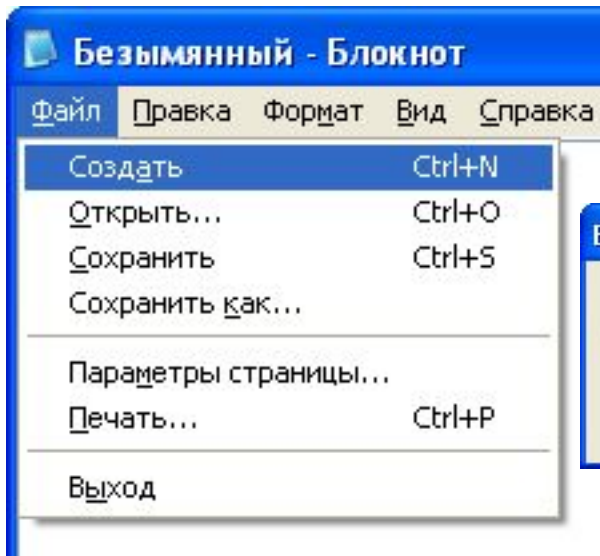 Безымянный - Блокнот
Файл Правка Формат Вид Справка
Создать Ctrl+N
Открыть... Ctrl+O
Сохранить Ctrl+S
Сохранить как...
Параметры страницы...
Печать... Ctrl+P
Выход